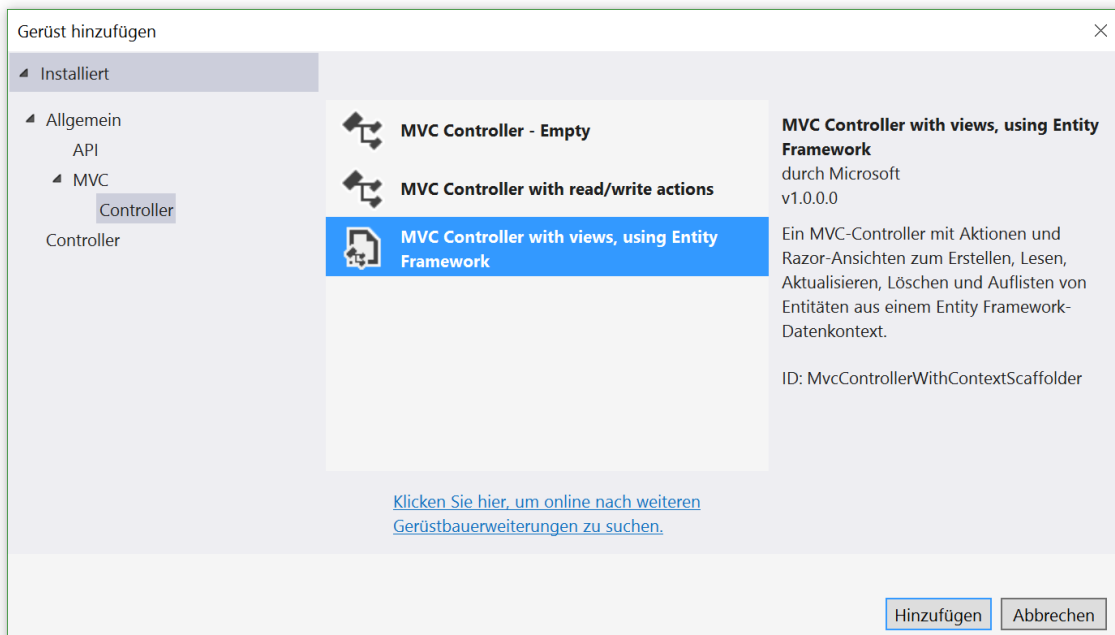 Gerüst hinzufügen
Installiert
Allgemein
API
MVC
Controller
Controller
MVC Controller - Empty
MVC Controller with read/write actions
MVC Controller with views, using Entity
Framework
Klicken Sie hier, um online nach weiteren
Gerüstbauerweiterungen zu suchen.
MVC Controller with views, using Entity
Framework
durch Microsoft
v1.0.0.0
Ein MVC-Controller mit Aktionen und
Razor-Ansichten zum Erstellen, Lesen,
Aktualisieren, Löschen und Auflisten von
Entitäten aus einem Entity Framework-
Datenkontext.
ID: MvcControllerWithContextScaffolder
Hinzufügen
Abbrechen